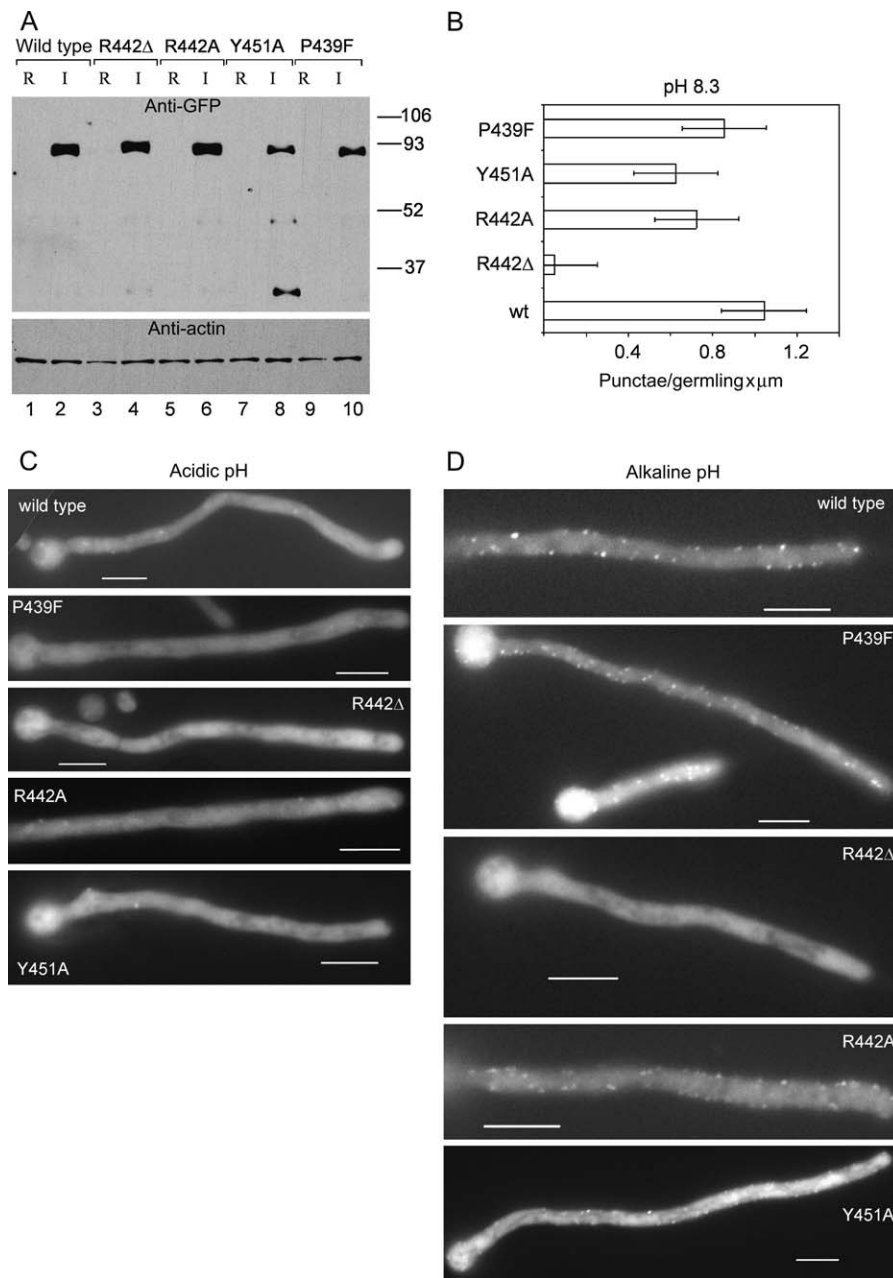 A
Wild type R442Δ R442A Y451A P439F
R I R I R I R I R I
Anti-GFP
106
93
52
37
Anti-actin
1 2 3 4 5 6 7 8 9 10
B
pH 8.3
P439F
Y451A
R442A
R442Δ
wt
0.4 0.8 1.2
Punctae/germling x μm
C
Acidic pH
wild type
P439F
R442Δ
R442A
Y451A
D
Alkaline pH
wild type
P439F
R442Δ
R442A
Y451A